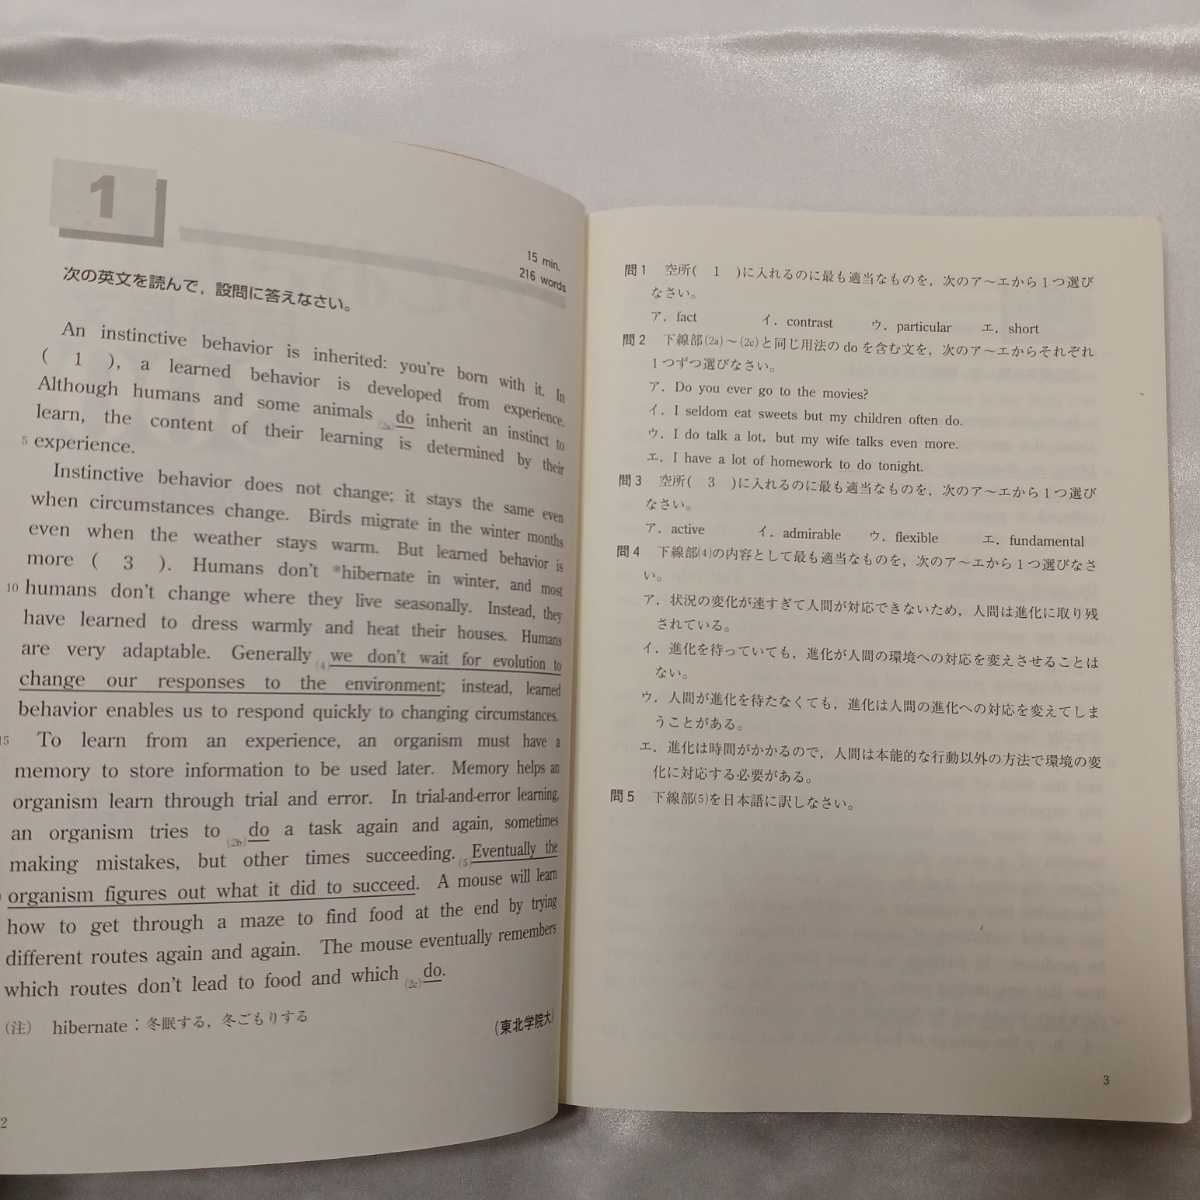 1
15 min.
216 words
次の英文を読んで，設問に答えなさい。
An instinctive behavior is inherited: you're born with it. In
( 1 ), a learned behavior is developed from experience.
Although humans and some animals (2a)do inherit an instinct to
learn, the content of their learning is determined by their
5 experience.
Instinctive behavior does not change; it stays the same even
when circumstances change. Birds migrate in the winter months
even when the weather stays warm. But learned behavior is
more ( 3 ). Humans don't *hibernate in winter, and most
10 humans don't change where they live seasonally. Instead, they
have learned to dress warmly and heat their houses. Humans
are very adaptable. Generally (4)we don't wait for evolution to
change our responses to the environment; instead, learned
behavior enables us to respond quickly to changing circumstances.
15 To learn from an experience, an organism must have a
memory to store information to be used later. Memory helps an
organism learn through trial and error. In trial-and-error learning,
an organism tries to (2b)do a task again and again, sometimes
making mistakes, but other times succeeding. (5)Eventually the
organism figures out what it did to succeed. A mouse will learn
how to get through a maze to find food at the end by trying
different routes again and again. The mouse eventually remembers
which routes don't lead to food and which (2c)do.
(注) hibernate：冬眠する，冬ごもりする
(東北学院大)
2
問1 空所( 1 )に入れるのに最も適当なものを，次のア〜エから1つ選び
なさい。
ア．fact イ．contrast ウ．particular エ．short
問2 下線部(2a)〜(2c)と同じ用法の do を含む文を，次のア〜エからそれぞれ
1つずつ選びなさい。
ア．Do you ever go to the movies?
イ．I seldom eat sweets but my children often do.
ウ．I do talk a lot, but my wife talks even more.
エ．I have a lot of homework to do tonight.
問3 空所( 3 )に入れるのに最も適当なものを，次のア〜エから1つ選び
なさい。
ア．active イ．admirable ウ．flexible エ．fundamental
問4 下線部(4)の内容として最も適当なものを，次のア〜エから1つ選びなさ
い。
ア．状況の変化が速すぎて人間が対応できないため，人間は進化に取り残
されている。
イ．進化を待っていても，進化が人間の環境への対応を変えさせることは
ない。
ウ．人間が進化を待たなくても，進化は人間の進化への対応を変えてしま
うことがある。
エ．進化は時間がかかるので，人間は本能的な行動以外の方法で環境の変
化に対応する必要がある。
問5 下線部(5)を日本語に訳しなさい。
3